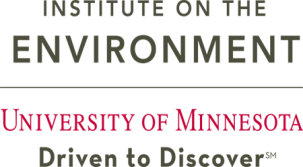 INSTITUTE ON THE
ENVIRONMENT
UNIVERSITY OF MINNESOTA
Driven to Discover℠